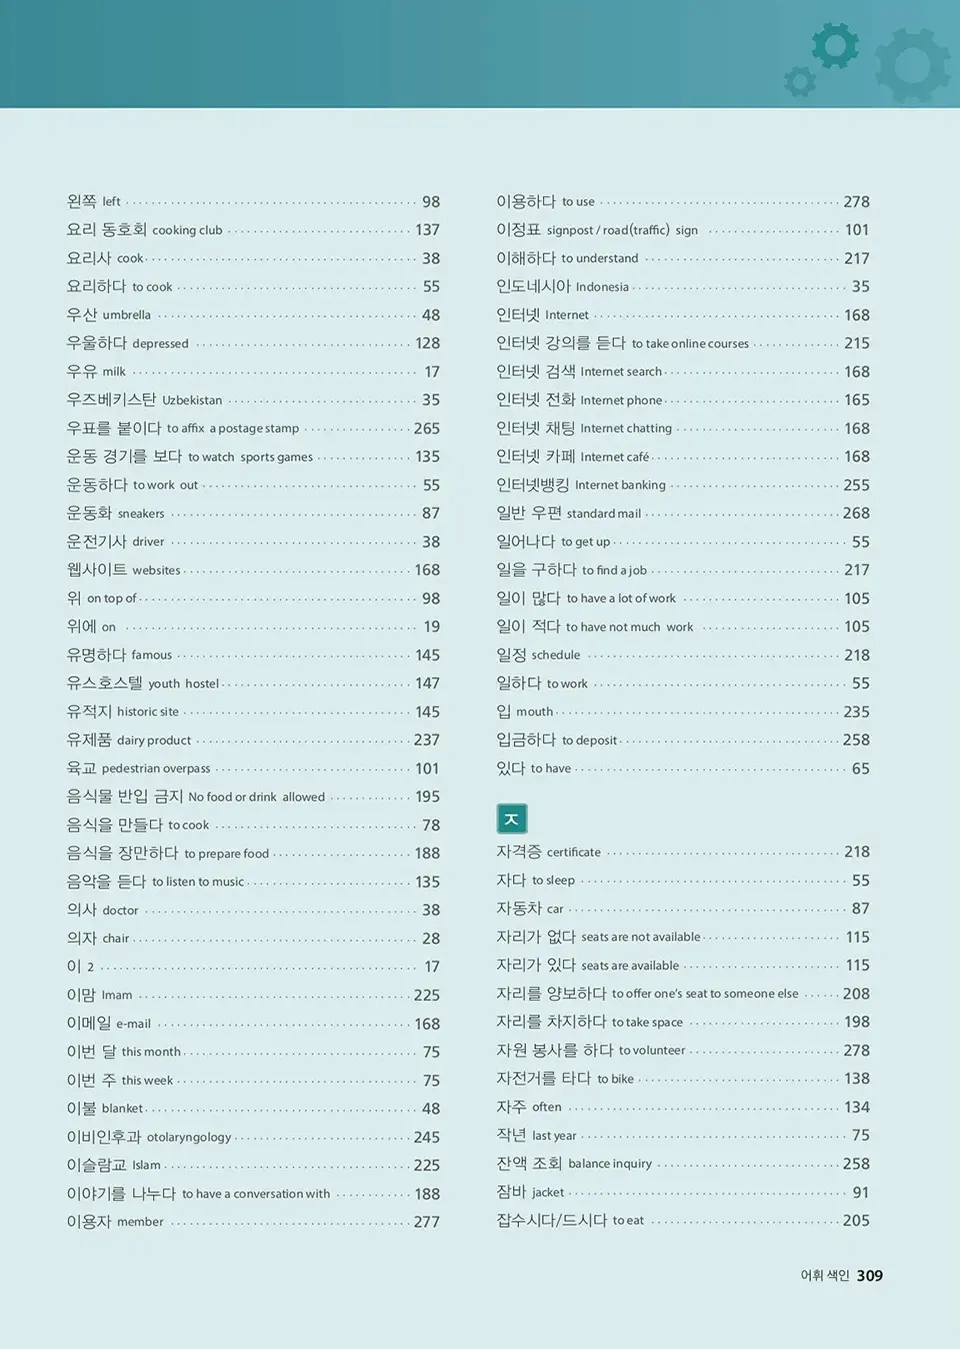 왼쪽 left 98
요리 동호회 cooking club 137
요리사 cook 38
요리하다 to cook 55
우산 umbrella 48
우울하다 depressed 128
우유 milk 17
우즈베키스탄 Uzbekistan 35
우표를 붙이다 to affix a postage stamp 265
운동 경기를 보다 to watch sports games 135
운동하다 to work out 55
운동화 sneakers 87
운전기사 driver 38
웹사이트 websites 168
위 on top of 98
위에 on 19
유명하다 famous 145
유스호스텔 youth hostel 147
유적지 historic site 145
유제품 dairy product 237
육교 pedestrian overpass 101
음식물 반입 금지 No food or drink allowed 195
음식을 만들다 to cook 78
음식을 장만하다 to prepare food 188
음악을 듣다 to listen to music 135
의사 doctor 38
의자 chair 28
이 2 17
이맘 Imam 225
이메일 e-mail 168
이번 달 this month 75
이번 주 this week 75
이불 blanket 48
이비인후과 otolaryngology 245
이슬람교 Islam 225
이야기를 나누다 to have a conversation with 188
이용자 member 277
이용하다 to use 278
이정표 signpost / road(traffic) sign 101
이해하다 to understand 217
인도네시아 Indonesia 35
인터넷 Internet 168
인터넷 강의를 듣다 to take online courses 215
인터넷 검색 Internet search 168
인터넷 전화 Internet phone 165
인터넷 채팅 Internet chatting 168
인터넷 카페 Internet café 168
인터넷뱅킹 Internet banking 255
일반 우편 standard mail 268
일어나다 to get up 55
일을 구하다 to find a job 217
일이 많다 to have a lot of work 105
일이 적다 to have not much work 105
일정 schedule 218
일하다 to work 55
입 mouth 235
입금하다 to deposit 258
있다 to have 65
ㅈ
자격증 certificate 218
자다 to sleep 55
자동차 car 87
자리가 없다 seats are not available 115
자리가 있다 seats are available 115
자리를 양보하다 to offer one's seat to someone else 208
자리를 차지하다 to take space 198
자원 봉사를 하다 to volunteer 278
자전거를 타다 to bike 138
자주 often 134
작년 last year 75
잔액 조회 balance inquiry 258
잠바 jacket 91
잡수시다/드시다 to eat 205
어휘 색인 309